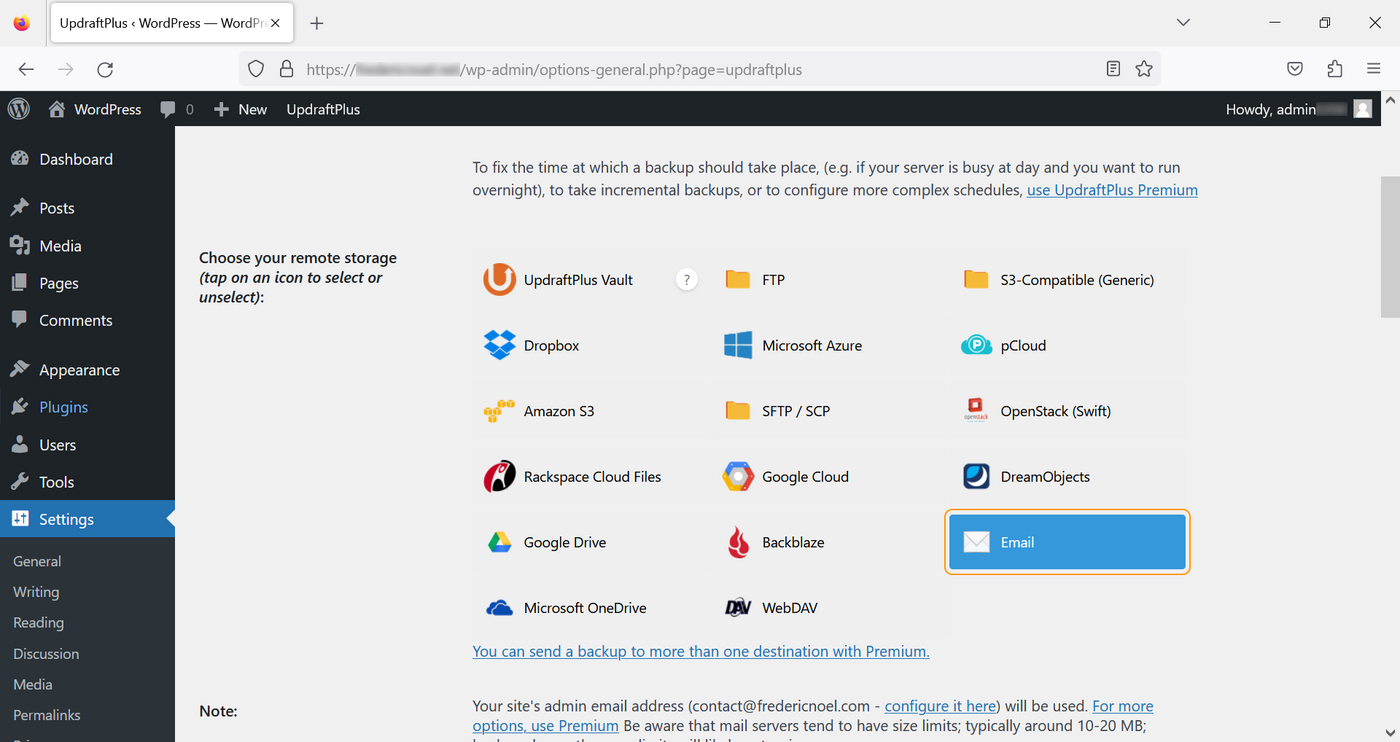 UpdraftPlus ‹ WordPress — WordPr
https:// /wp-admin/options-general.php?page=updraftplus
WordPress 0 New UpdraftPlus Howdy, admin
Dashboard
Posts
Media
Pages
Comments
Appearance
Plugins
Users
Tools
Settings
General
Writing
Reading
Discussion
Media
Permalinks
To fix the time at which a backup should take place, (e.g. if your server is busy at day and you want to run
overnight), to take incremental backups, or to configure more complex schedules, use UpdraftPlus Premium
Choose your remote storage
(tap on an icon to select or
unselect):
UpdraftPlus Vault ? FTP S3-Compatible (Generic)
Dropbox Microsoft Azure pCloud
Amazon S3 SFTP / SCP openstack OpenStack (Swift)
Rackspace Cloud Files Google Cloud DreamObjects
Google Drive Backblaze Email
Microsoft OneDrive DAV WebDAV
You can send a backup to more than one destination with Premium.
Note:
Your site's admin email address (contact@fredericnoel.com - configure it here) will be used. For more
options, use Premium Be aware that mail servers tend to have size limits; typically around 10-20 MB;